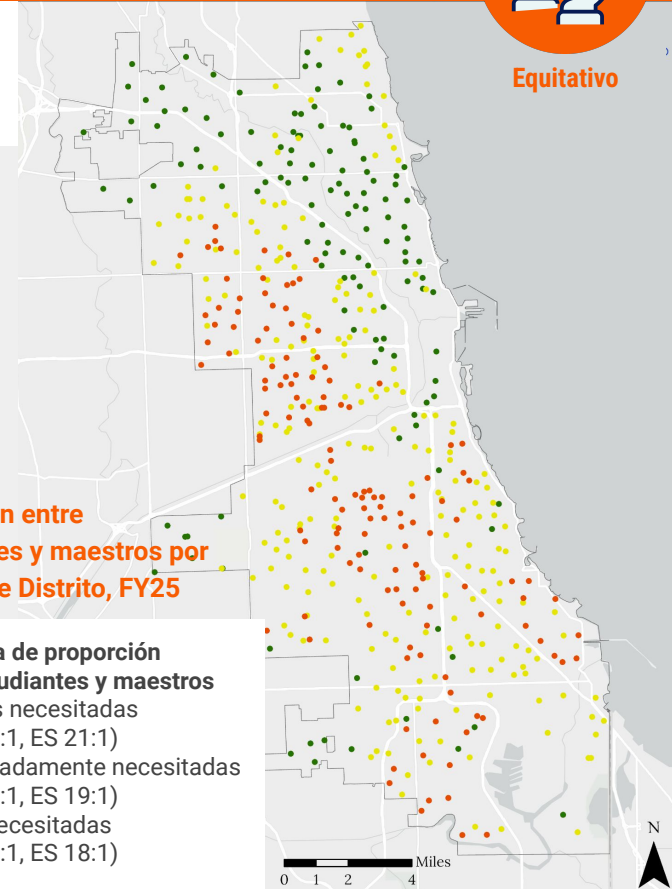 Equitativo
n entre
es y maestros por
e Distrito, FY25
a de proporción
udiantes y maestros
s necesitadas
:1, ES 21:1)
adamente necesitadas
:1, ES 19:1)
ecesitadas
:1, ES 18:1)
N
Miles
0 1 2 4